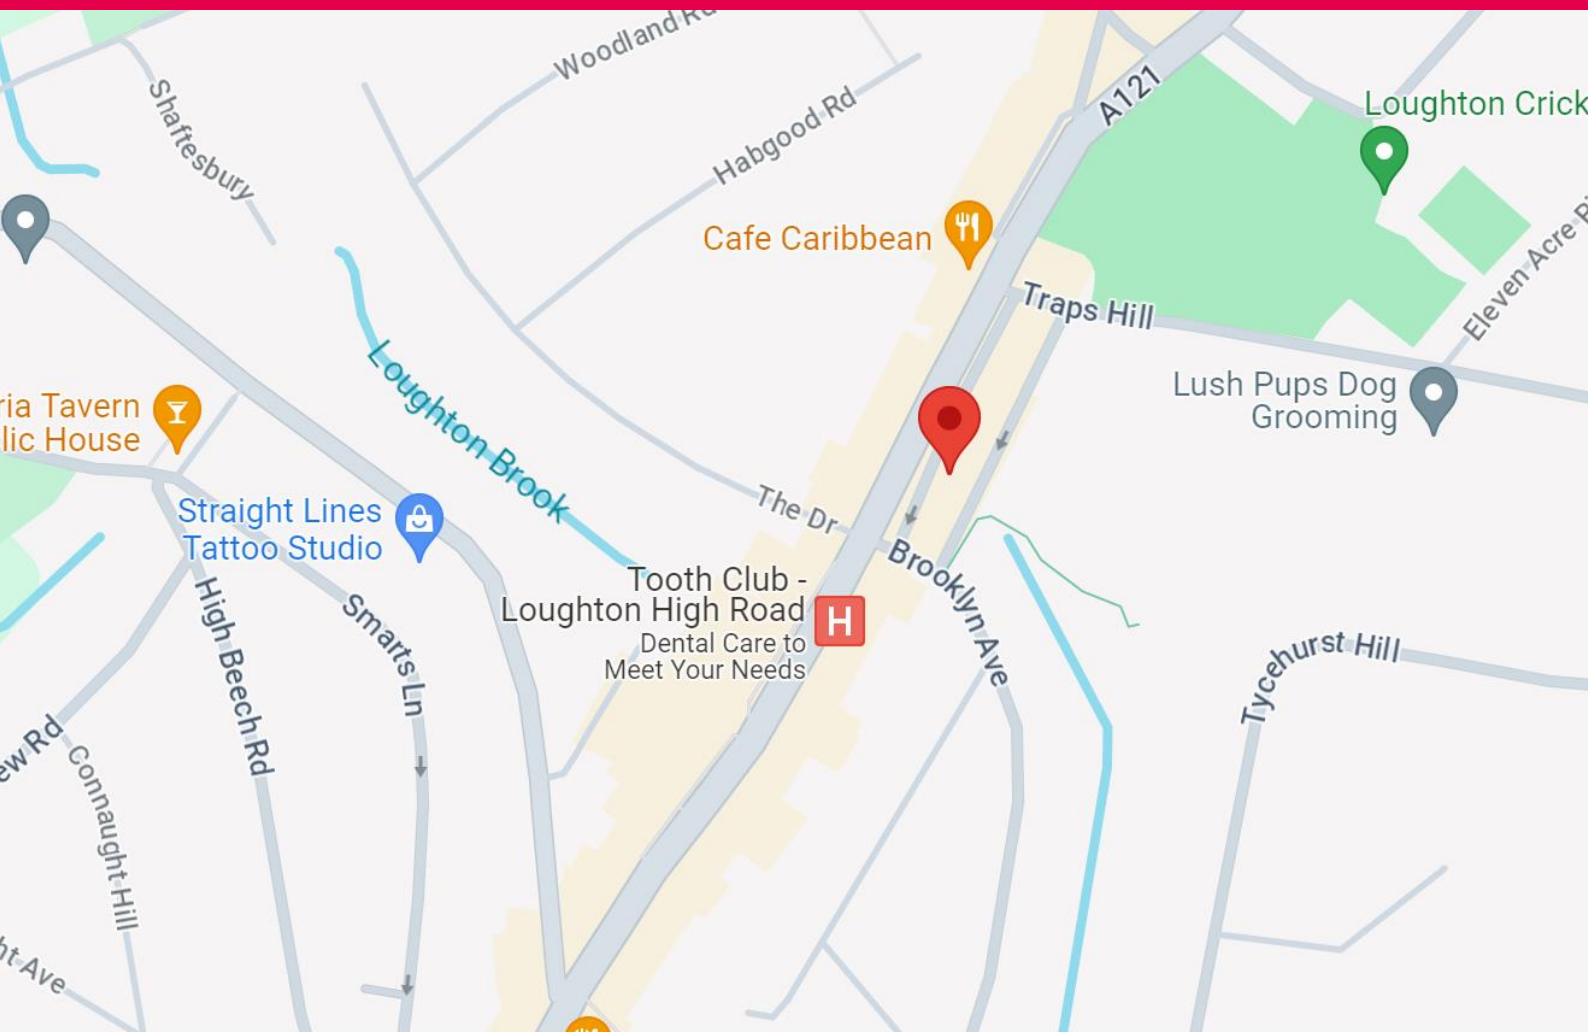 Woodland Rd
A121
Loughton Crick
Shaftesbury
Habgood Rd
Cafe Caribbean
Eleven Acre Ri
Traps Hill
Loughton Brook
Lush Pups Dog
Grooming
ria Tavern
lic House
The Dr
Straight Lines
Tattoo Studio
Brooklyn Ave
Tooth Club -
Loughton High Road
Dental Care to
Meet Your Needs
H
High Beech Rd
Smarts Ln
Tycehurst Hill
ew Rd
Connaught Hill
ht Ave